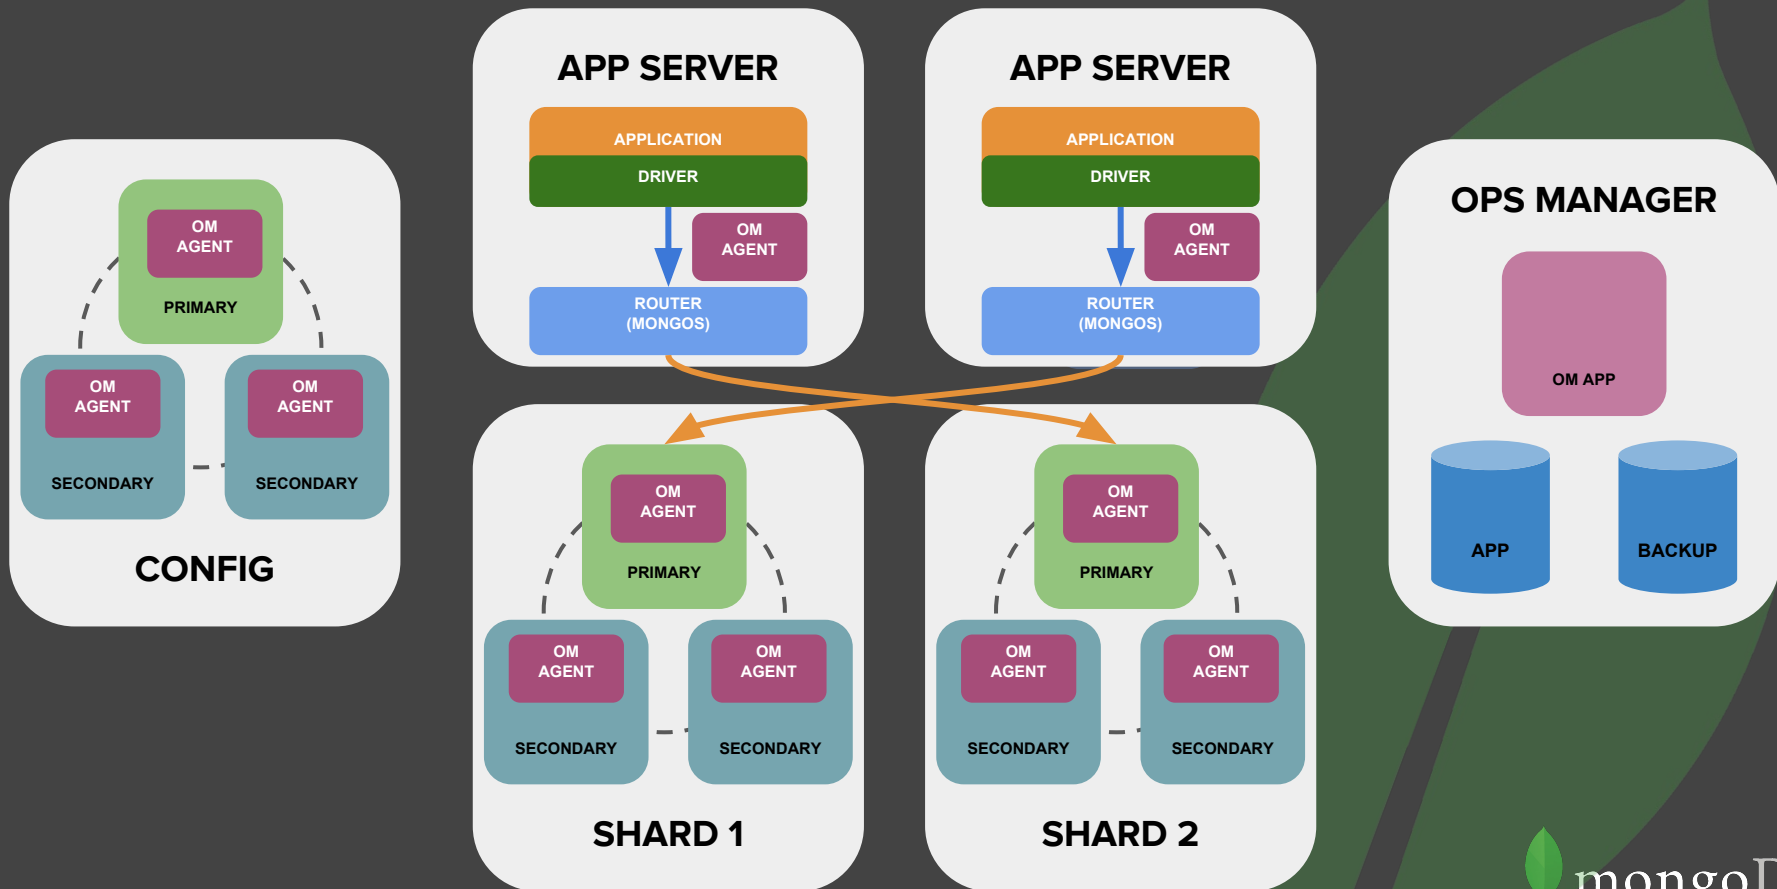 APP SERVER
APPLICATION
DRIVER
OM
AGENT
ROUTER
(MONGOS)
APP SERVER
APPLICATION
DRIVER
OM
AGENT
ROUTER
(MONGOS)
OM
AGENT
PRIMARY
OM
AGENT
SECONDARY
OM
AGENT
SECONDARY
CONFIG
OM
AGENT
PRIMARY
OM
AGENT
SECONDARY
OM
AGENT
SECONDARY
SHARD 1
OM
AGENT
PRIMARY
OM
AGENT
SECONDARY
OM
AGENT
SECONDARY
SHARD 2
OPS MANAGER
OM APP
APP
BACKUP
mongoD